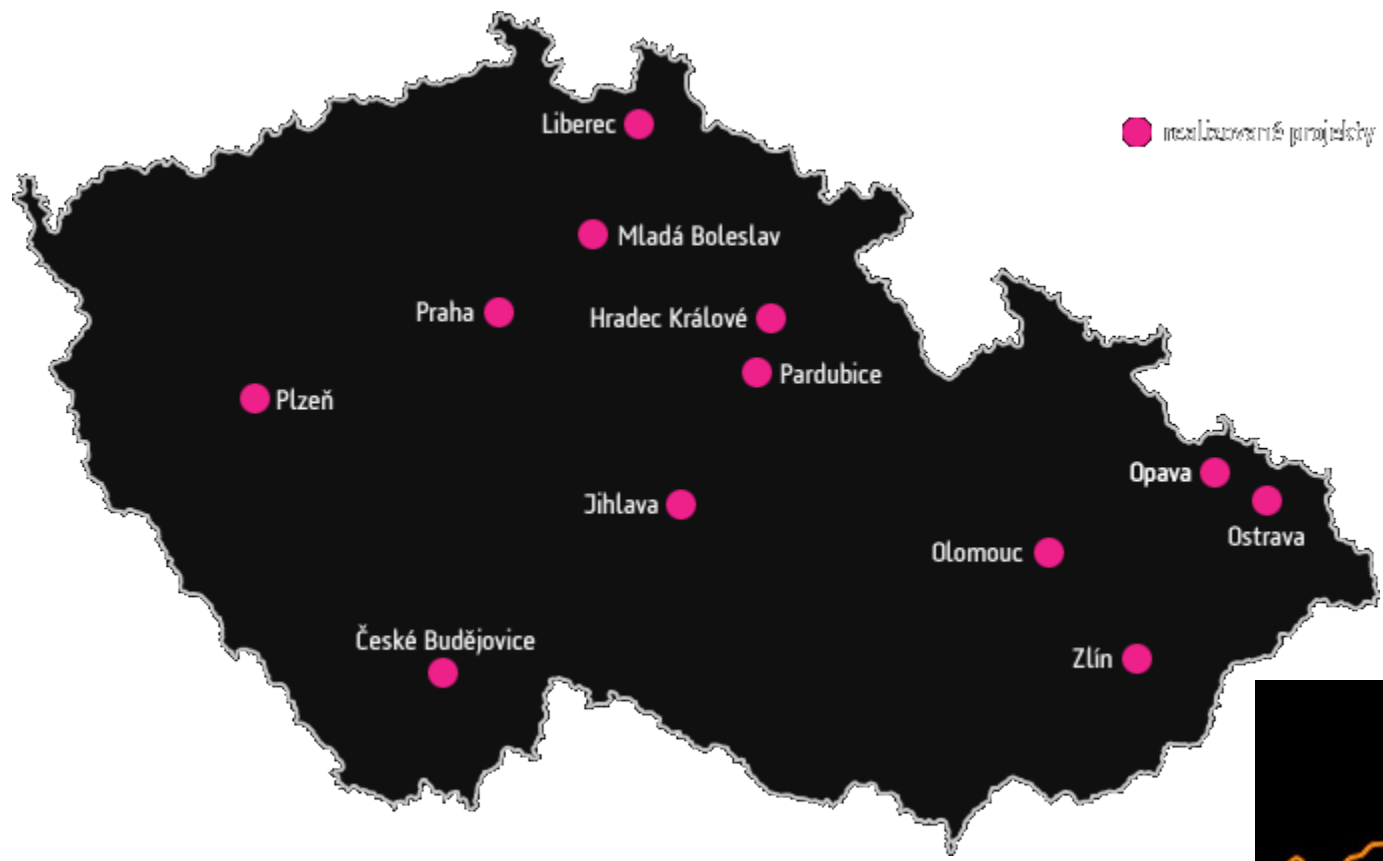 Liberec
realizované projekty
Mladá Boleslav
Praha
Hradec Králové
Pardubice
Plzeň
Opava
Jihlava
Ostrava
Olomouc
České Budějovice
Zlín